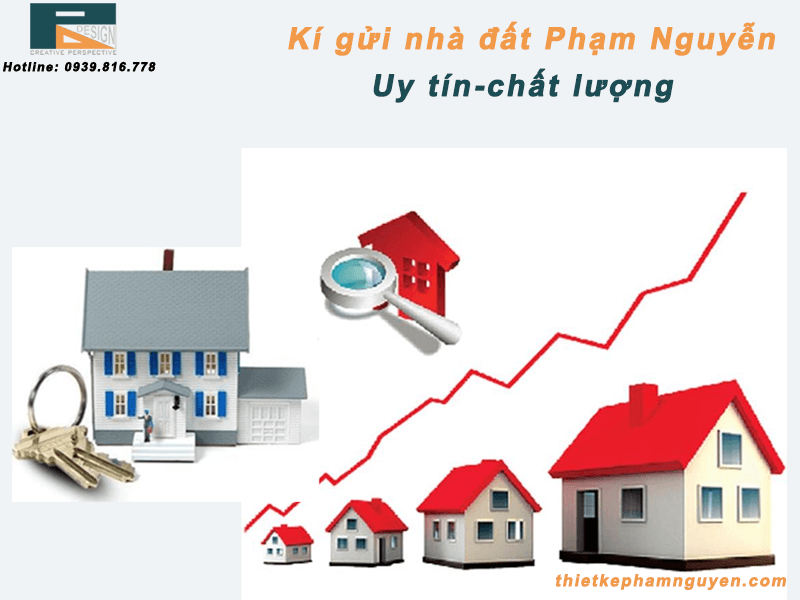 DESIGN
CREATIVE PERSPECTIVE
Hotline: 0939.816.778
Kí gửi nhà đất Phạm Nguyễn
Uy tín-chất lượng
thietkephamnguyen.com